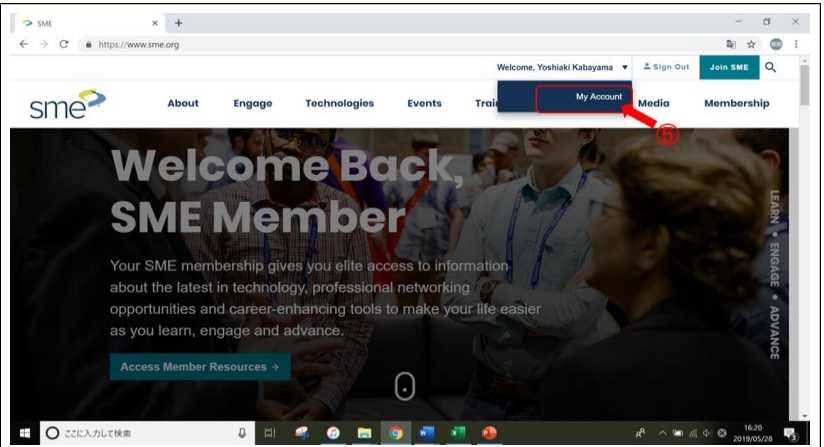 SME
https://www.sme.org
Welcome, Yoshiaki Kabayama ▼ Sign Out Join SME
My Account
⑤
sme
About Engage Technologies Events Trai Media Membership
Welcome Back,
SME Member
Your SME membership gives you elite access to information
about the latest in technology, professional networking
opportunities and career-enhancing tools to make your life easier
as you learn, engage and advance.
Access Member Resources →
LEARN • ENGAGE • ADVANCE
ここに入力して検索
16:20
2019/05/28